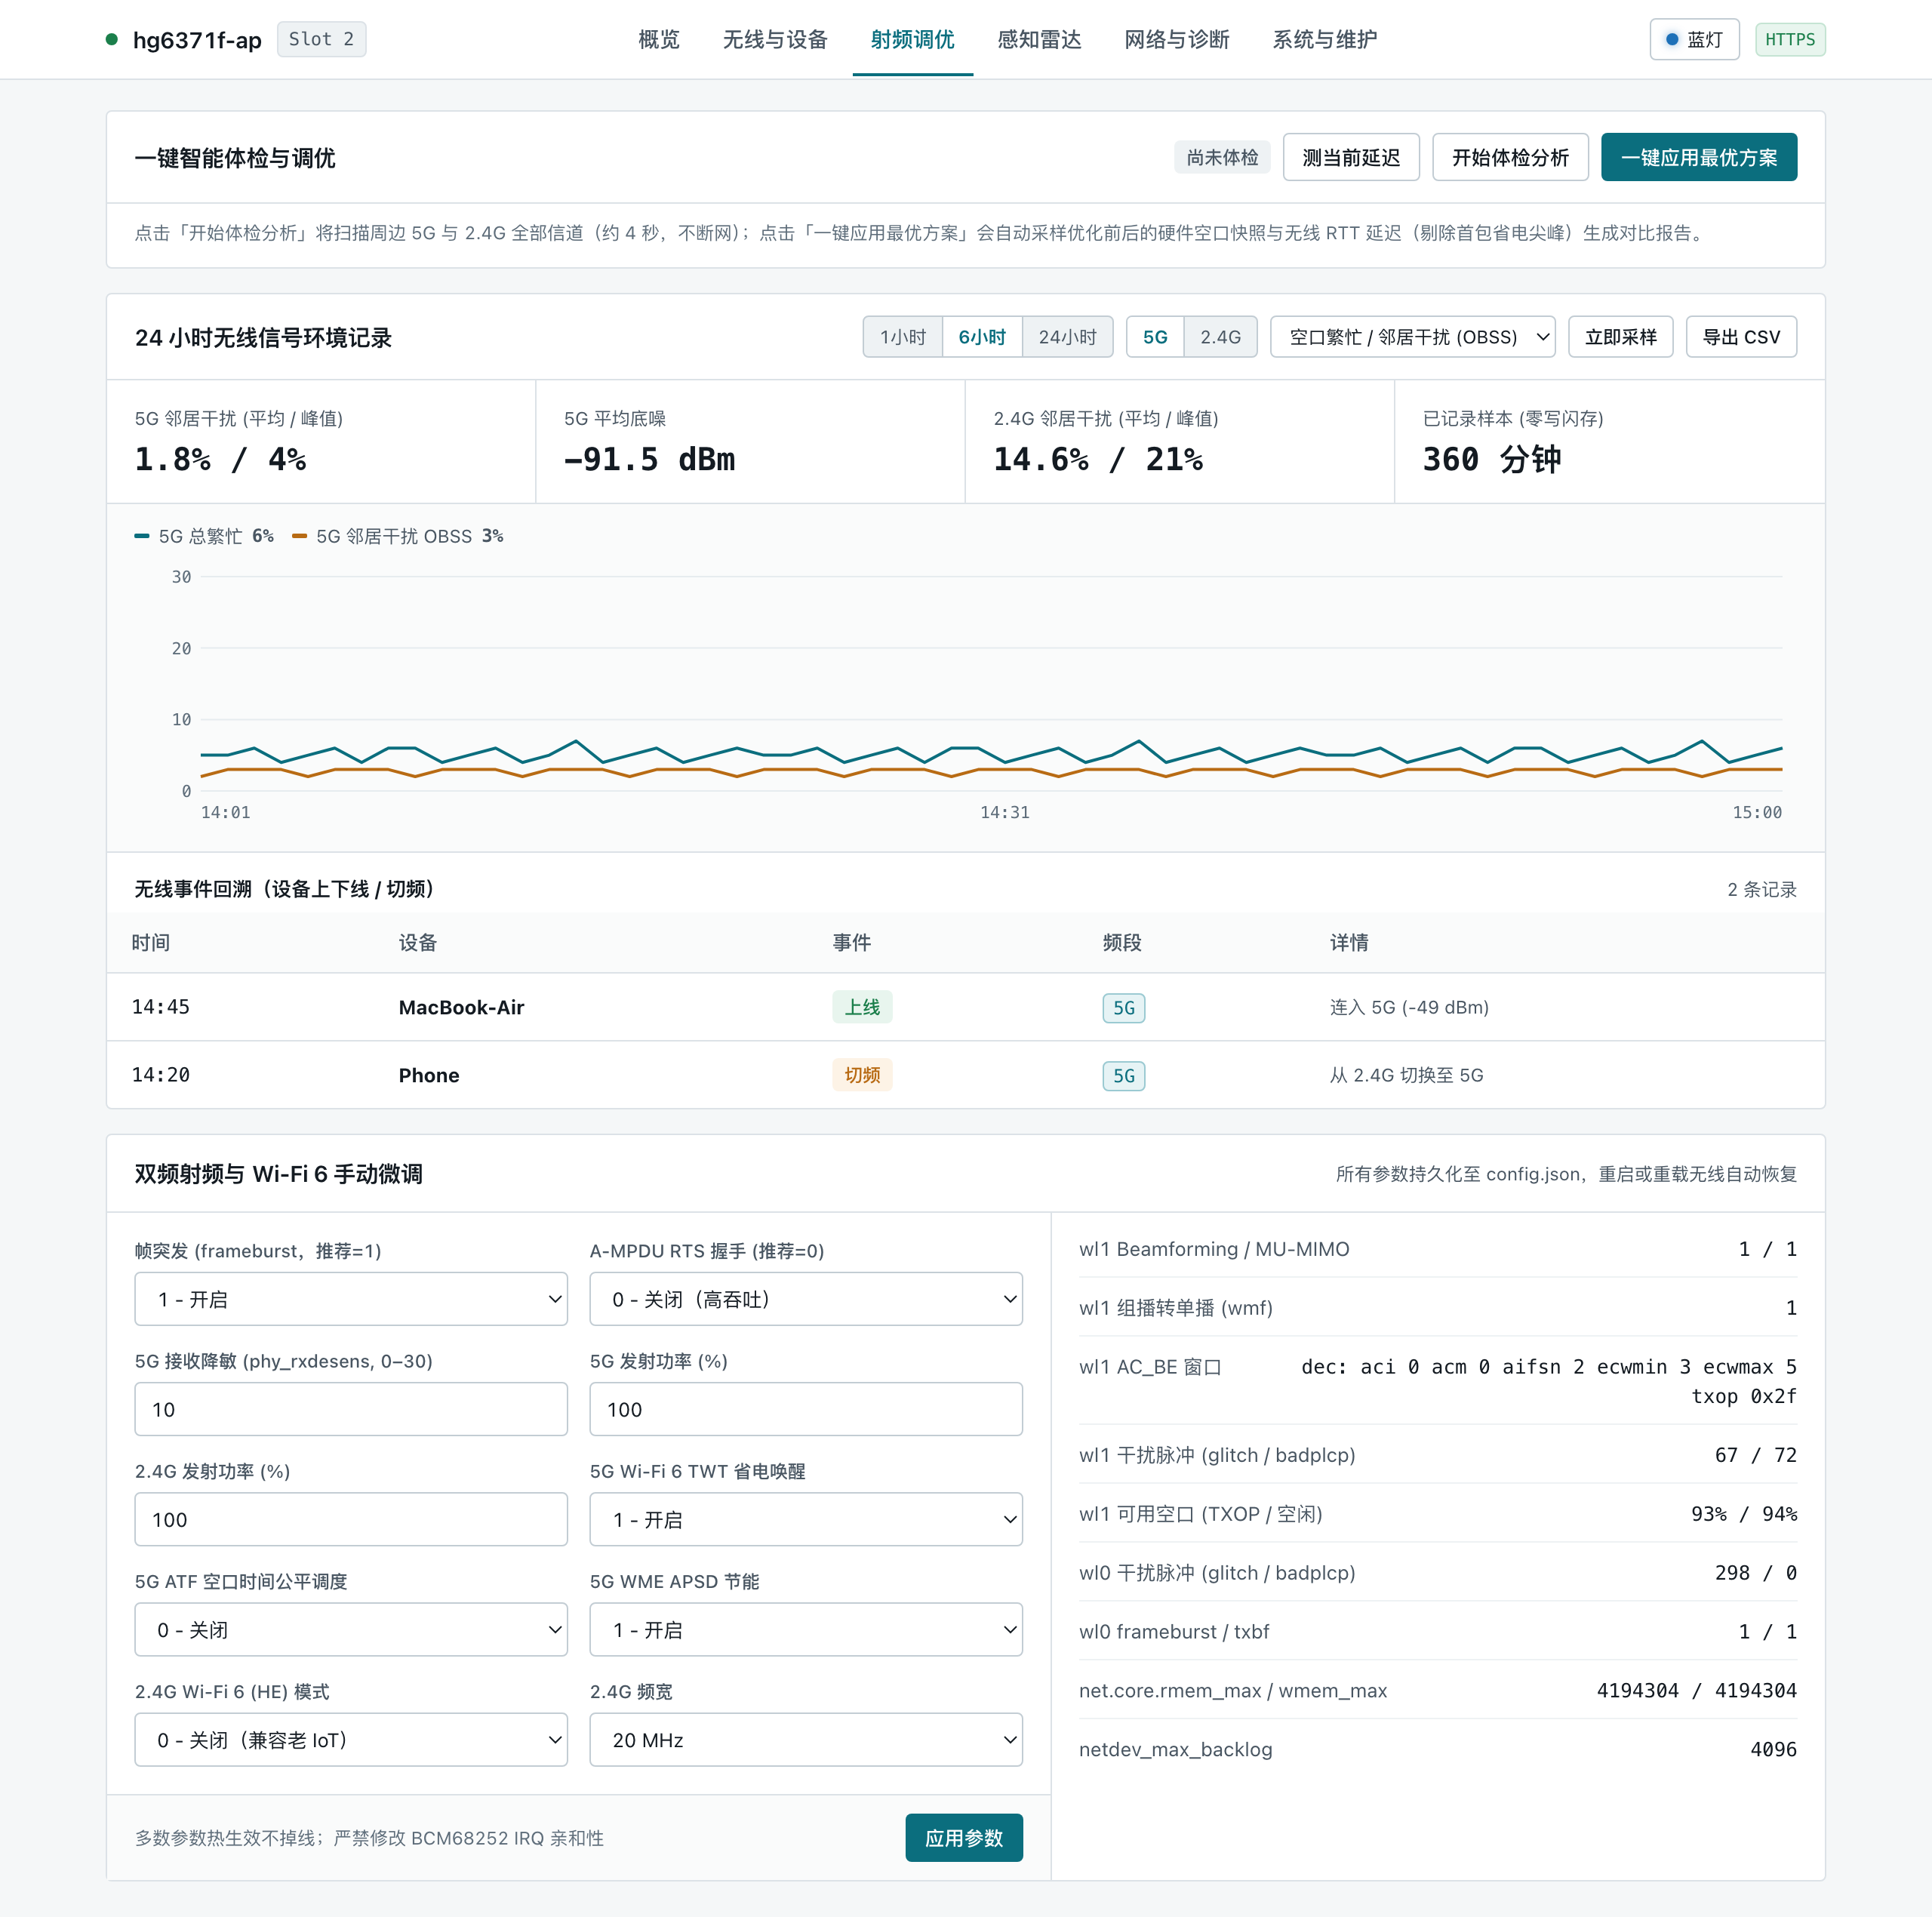 hg6371f-ap Slot 2 概览 无线与设备 射频调优 感知雷达 网络与诊断 系统与维护 蓝灯 HTTPS
一键智能体检与调优 尚未体检 测当前延迟 开始体检分析 一键应用最优方案
点击「开始体检分析」将扫描周边 5G 与 2.4G 全部信道（约 4 秒，不断网）；点击「一键应用最优方案」会自动采样优化前后的硬件空口快照与无线 RTT 延迟（剔除首包省电尖峰）生成对比报告。
24 小时无线信号环境记录 1小时 6小时 24小时 5G 2.4G 空口繁忙 / 邻居干扰 (OBSS) 立即采样 导出 CSV
5G 邻居干扰 (平均 / 峰值) 5G 平均底噪 2.4G 邻居干扰 (平均 / 峰值) 已记录样本 (零写闪存)
1.8% / 4% −91.5 dBm 14.6% / 21% 360 分钟
5G 总繁忙 6% 5G 邻居干扰 OBSS 3%
30
20
10
0
14:01 14:31 15:00
无线事件回溯（设备上下线 / 切频） 2 条记录
时间 设备 事件 频段 详情
14:45 MacBook-Air 上线 5G 连入 5G (-49 dBm)
14:20 Phone 切频 5G 从 2.4G 切换至 5G
双频射频与 Wi-Fi 6 手动微调 所有参数持久化至 config.json，重启或重载无线自动恢复
帧突发 (frameburst，推荐=1) A-MPDU RTS 握手 (推荐=0)
1 - 开启 0 - 关闭（高吞吐）
5G 接收降敏 (phy_rxdesens, 0–30) 5G 发射功率 (%)
10 100
2.4G 发射功率 (%) 5G Wi-Fi 6 TWT 省电唤醒
100 1 - 开启
5G ATF 空口时间公平调度 5G WME APSD 节能
0 - 关闭 1 - 开启
2.4G Wi-Fi 6 (HE) 模式 2.4G 频宽
0 - 关闭（兼容老 IoT） 20 MHz
多数参数热生效不掉线；严禁修改 BCM68252 IRQ 亲和性 应用参数
wl1 Beamforming / MU-MIMO 1 / 1
wl1 组播转单播 (wmf) 1
wl1 AC_BE 窗口 dec: aci 0 acm 0 aifsn 2 ecwmin 3 ecwmax 5
txop 0x2f
wl1 干扰脉冲 (glitch / badplcp) 67 / 72
wl1 可用空口 (TXOP / 空闲) 93% / 94%
wl0 干扰脉冲 (glitch / badplcp) 298 / 0
wl0 frameburst / txbf 1 / 1
net.core.rmem_max / wmem_max 4194304 / 4194304
netdev_max_backlog 4096